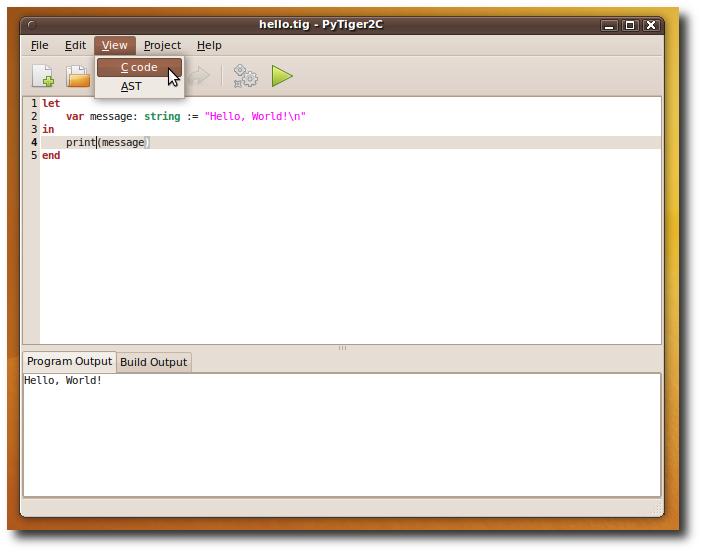 hello.tig - PyTiger2C
File Edit View Project Help
C code
AST
1 let
2     var message: string := "Hello, World!\n"
3 in
4     print(message)
5 end
Program Output Build Output
Hello, World!